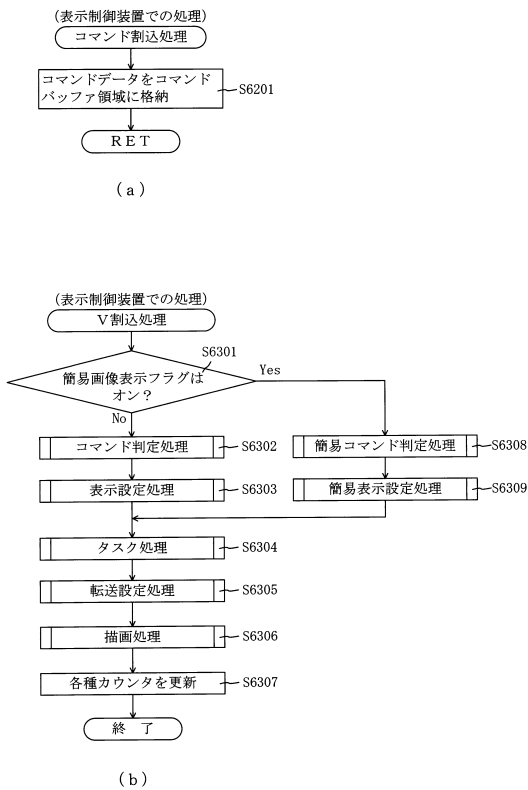 (表示制御装置での処理)
コマンド割込処理
コマンドデータをコマンド
バッファ領域に格納
S6201
RET
(a)
(表示制御装置での処理)
V割込処理
S6301
簡易画像表示フラグは
オン?
Yes
No
コマンド判定処理
S6302
簡易コマンド判定処理
S6308
表示設定処理
S6303
簡易表示設定処理
S6309
タスク処理
S6304
転送設定処理
S6305
描画処理
S6306
各種カウンタを更新
S6307
終 了
(b)